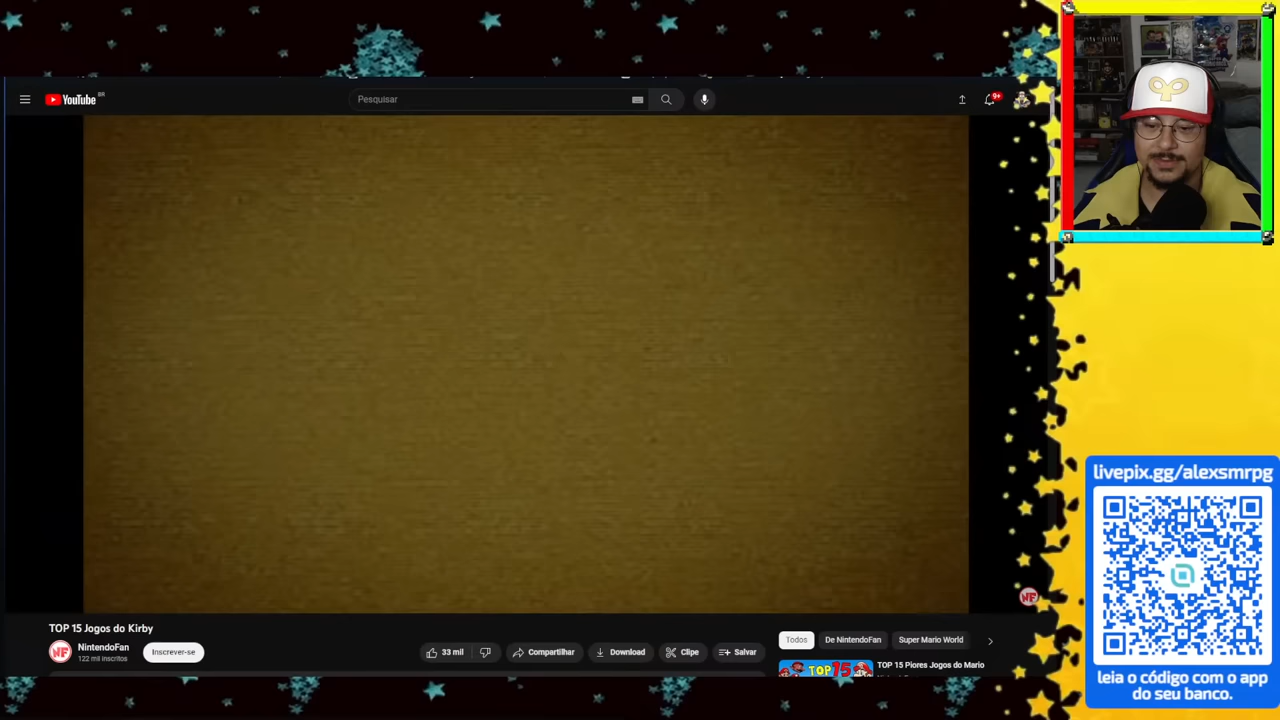 YouTube BR
Pesquisar
9+
NF
TOP 15 Jogos do Kirby
NF
NintendoFan
122 mil inscritos
Inscrever-se
33 mil
Compartilhar
Download
Clipe
Salvar
Todos
De NintendoFan
Super Mario World
TOP 15
TOP 15 Piores Jogos do Mario
livepix.gg/alexsmrpg
leia o código com o app
do seu banco.